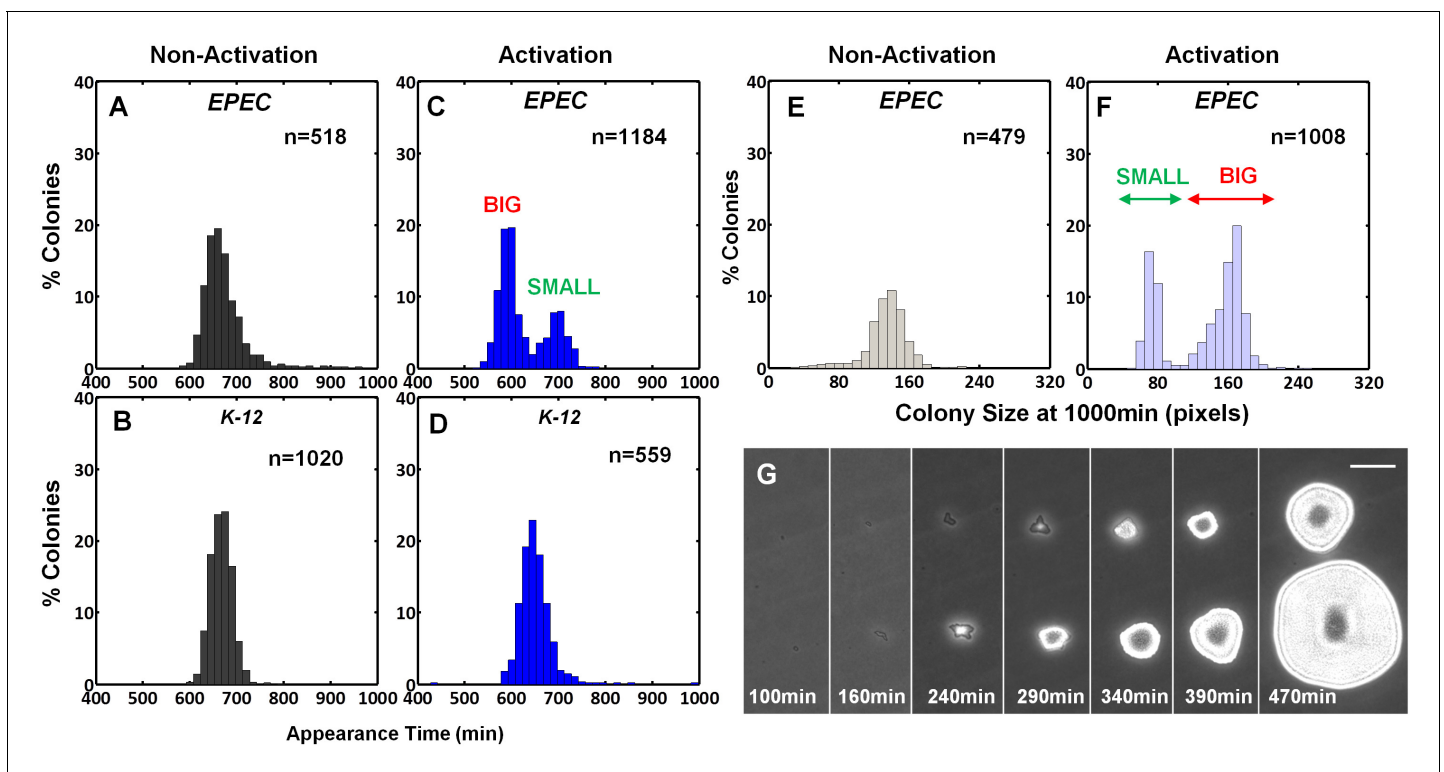 Non-Activation
Activation
Non-Activation
Activation
A
EPEC
n=518
40
30
20
10
0
400 500 600 700 800 900 1000
% Colonies
C
EPEC
n=1184
BIG
SMALL
40
30
20
10
0
400 500 600 700 800 900 1000
E
EPEC
n=479
40
30
20
10
0
0 80 160 240 320
% Colonies
F
EPEC
n=1008
SMALL
BIG
40
30
20
10
0
80 160 240 320
Colony Size at 1000min (pixels)
B
K-12
n=1020
40
30
20
10
0
400 500 600 700 800 900 1000
% Colonies
D
K-12
n=559
40
30
20
10
0
400 500 600 700 800 900 1000
Appearance Time (min)
G
100min 160min 240min 290min 340min 390min 470min